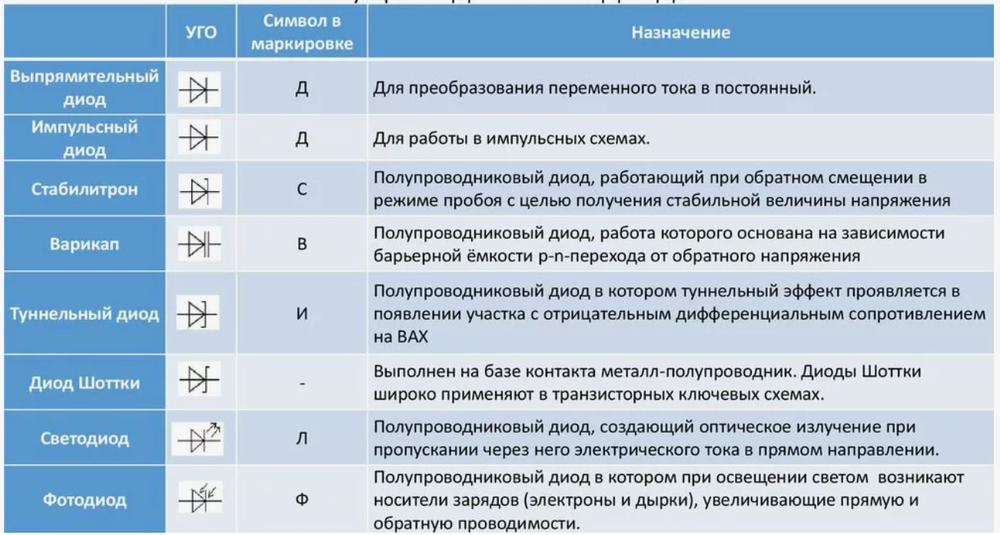 УГО
Символ в
маркировке
Назначение
Выпрямительный
диод
Д
Для преобразования переменного тока в постоянный.
Импульсный
диод
Д
Для работы в импульсных схемах.
Стабилитрон
С
Полупроводниковый диод, работающий при обратном смещении в
режиме пробоя с целью получения стабильной величины напряжения
Варикап
В
Полупроводниковый диод, работа которого основана на зависимости
барьерной ёмкости p-n-перехода от обратного напряжения
Туннельный диод
И
Полупроводниковый диод в котором туннельный эффект проявляется в
появлении участка с отрицательным дифференциальным сопротивлением
на ВАХ
Диод Шоттки
-
Выполнен на базе контакта металл-полупроводник. Диоды Шоттки
широко применяют в транзисторных ключевых схемах.
Светодиод
Л
Полупроводниковый диод, создающий оптическое излучение при
пропускании через него электрического тока в прямом направлении.
Фотодиод
Ф
Полупроводниковый диод в котором при освещении светом возникают
носители зарядов (электроны и дырки), увеличивающие прямую и
обратную проводимости.